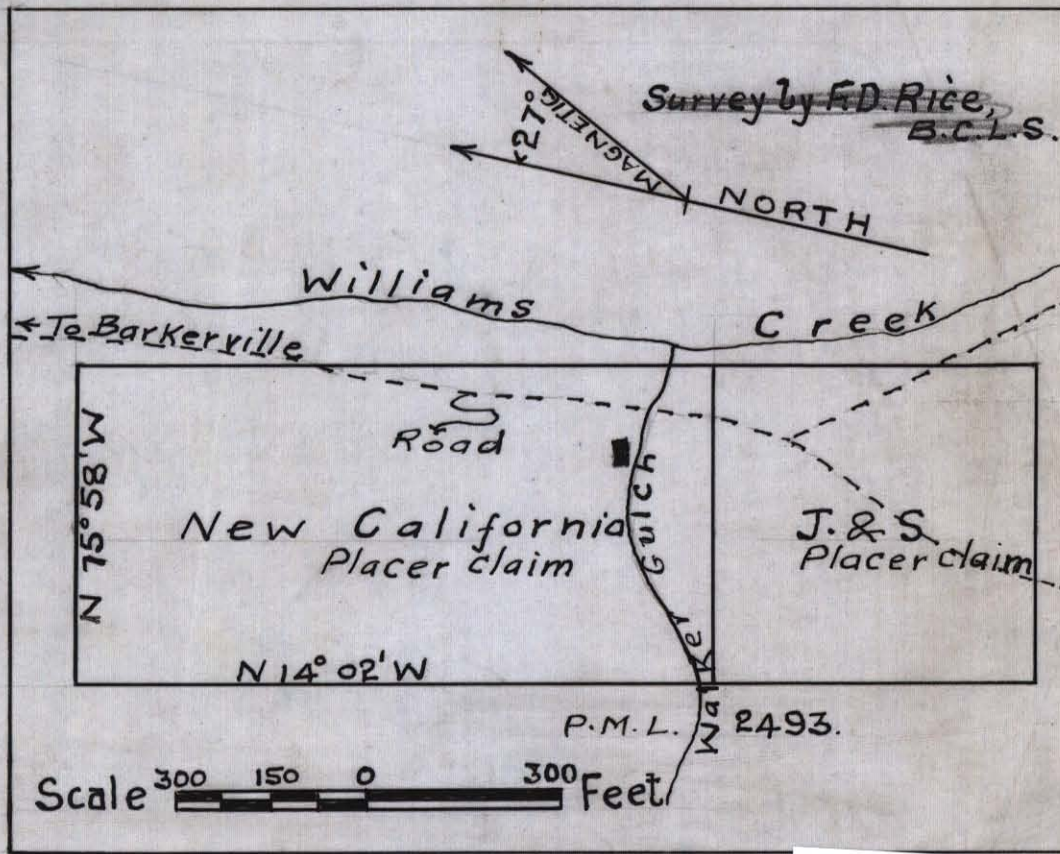 Survey by F.D. Rice,
B.C.L.S.
MAGNETIC
27°
NORTH
Williams Creek
To Barkerville
Road
N 75° 58' W
New California
Placer claim
J. & S.
Placer claim
Walker Gulch
N 14° 02' W
P.M.L. 2493.
Scale 300 150 0 300 Feet